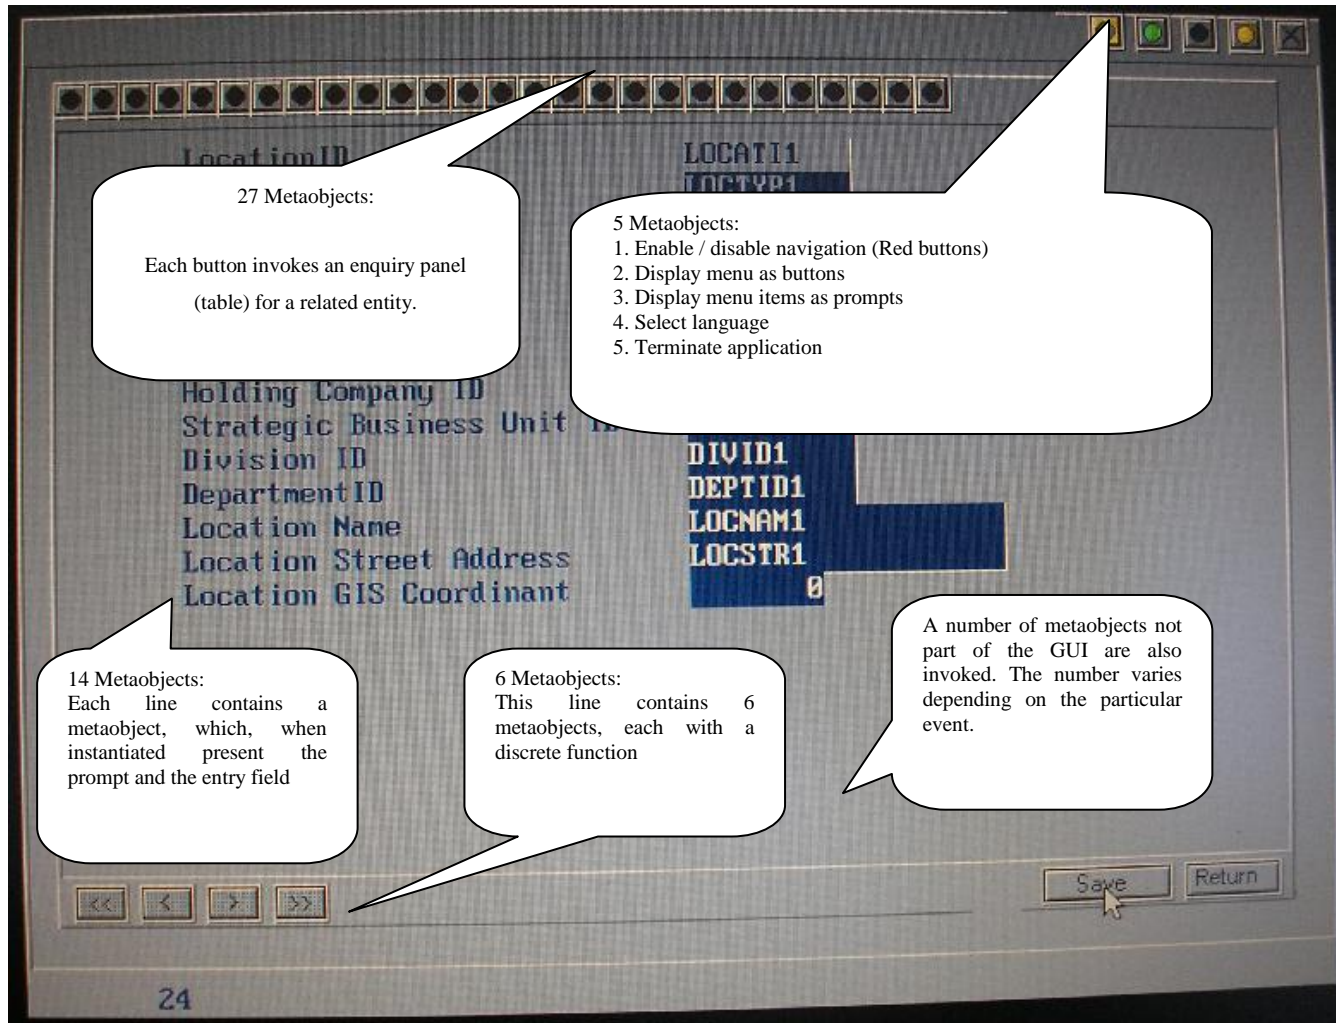 LocationID LOCATI1
LOCTYP1
27 Metaobjects:
Each button invokes an enquiry panel
(table) for a related entity.
5 Metaobjects:
1. Enable / disable navigation (Red buttons)
2. Display menu as buttons
3. Display menu items as prompts
4. Select language
5. Terminate application
Holding Company ID
Strategic Business Unit ID
Division ID DIVID1
DepartmentID DEPTID1
Location Name LOCNAM1
Location Street Address LOCSTR1
Location GIS Coordinant 0
14 Metaobjects:
Each line contains a
metaobject, which, when
instantiated present the
prompt and the entry field
6 Metaobjects:
This line contains 6
metaobjects, each with a
discrete function
A number of metaobjects not
part of the GUI are also
invoked. The number varies
depending on the particular
event.
<< < > >> Save Return
24